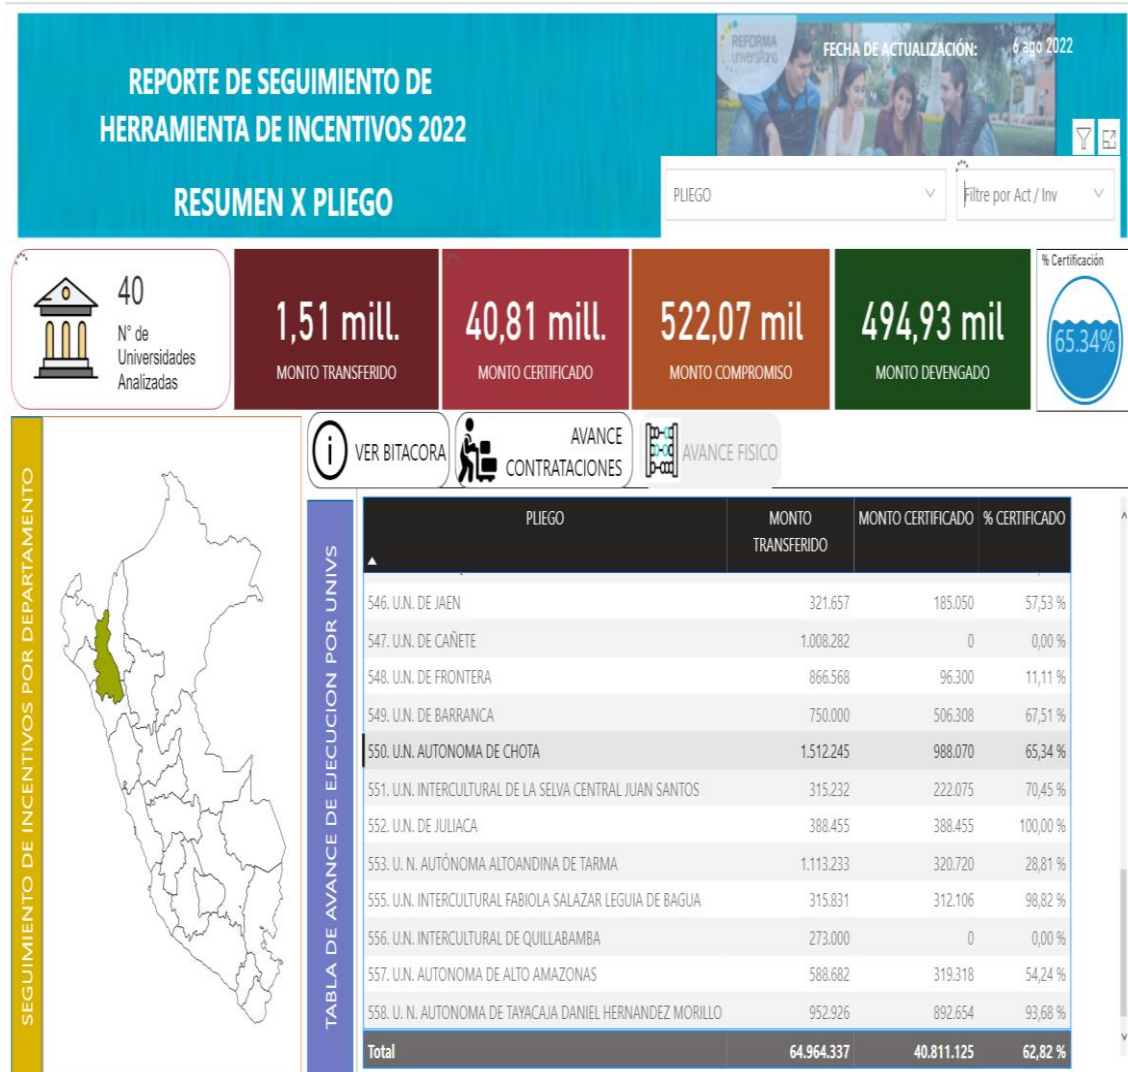 REFORMA
universitaria
FECHA DE ACTUALIZACIÓN: 6 ago 2022
REPORTE DE SEGUIMIENTO DE
HERRAMIENTA DE INCENTIVOS 2022
RESUMEN X PLIEGO
PLIEGO
Filtre por Act / Inv
40
N° de
Universidades
Analizadas
1,51 mill.
MONTO TRANSFERIDO
40,81 mill.
MONTO CERTIFICADO
522,07 mil
MONTO COMPROMISO
494,93 mil
MONTO DEVENGADO
% Certificación
65.34%
SEGUIMIENTO DE INCENTIVOS POR DEPARTAMENTO
VER BITACORA
AVANCE
CONTRATACIONES
AVANCE FISICO
TABLA DE AVANCE DE EJECUCION POR UNIVS
PLIEGO MONTO TRANSFERIDO MONTO CERTIFICADO % CERTIFICADO
546. U.N. DE JAEN 321.657 185.050 57,53 %
547. U.N. DE CAÑETE 1.008.282 0 0,00 %
548. U.N. DE FRONTERA 866.568 96.300 11,11 %
549. U.N. DE BARRANCA 750.000 506.308 67,51 %
550. U.N. AUTONOMA DE CHOTA 1.512.245 988.070 65,34 %
551. U.N. INTERCULTURAL DE LA SELVA CENTRAL JUAN SANTOS 315.232 222.075 70,45 %
552. U.N. DE JULIACA 388.455 388.455 100,00 %
553. U. N. AUTÓNOMA ALTOANDINA DE TARMA 1.113.233 320.720 28,81 %
555. U.N. INTERCULTURAL FABIOLA SALAZAR LEGUIA DE BAGUA 315.831 312.106 98,82 %
556. U.N. INTERCULTURAL DE QUILLABAMBA 273.000 0 0,00 %
557. U.N. AUTONOMA DE ALTO AMAZONAS 588.682 319.318 54,24 %
558. U. N. AUTONOMA DE TAYACAJA DANIEL HERNANDEZ MORILLO 952.926 892.654 93,68 %
Total 64.964.337 40.811.125 62,82 %